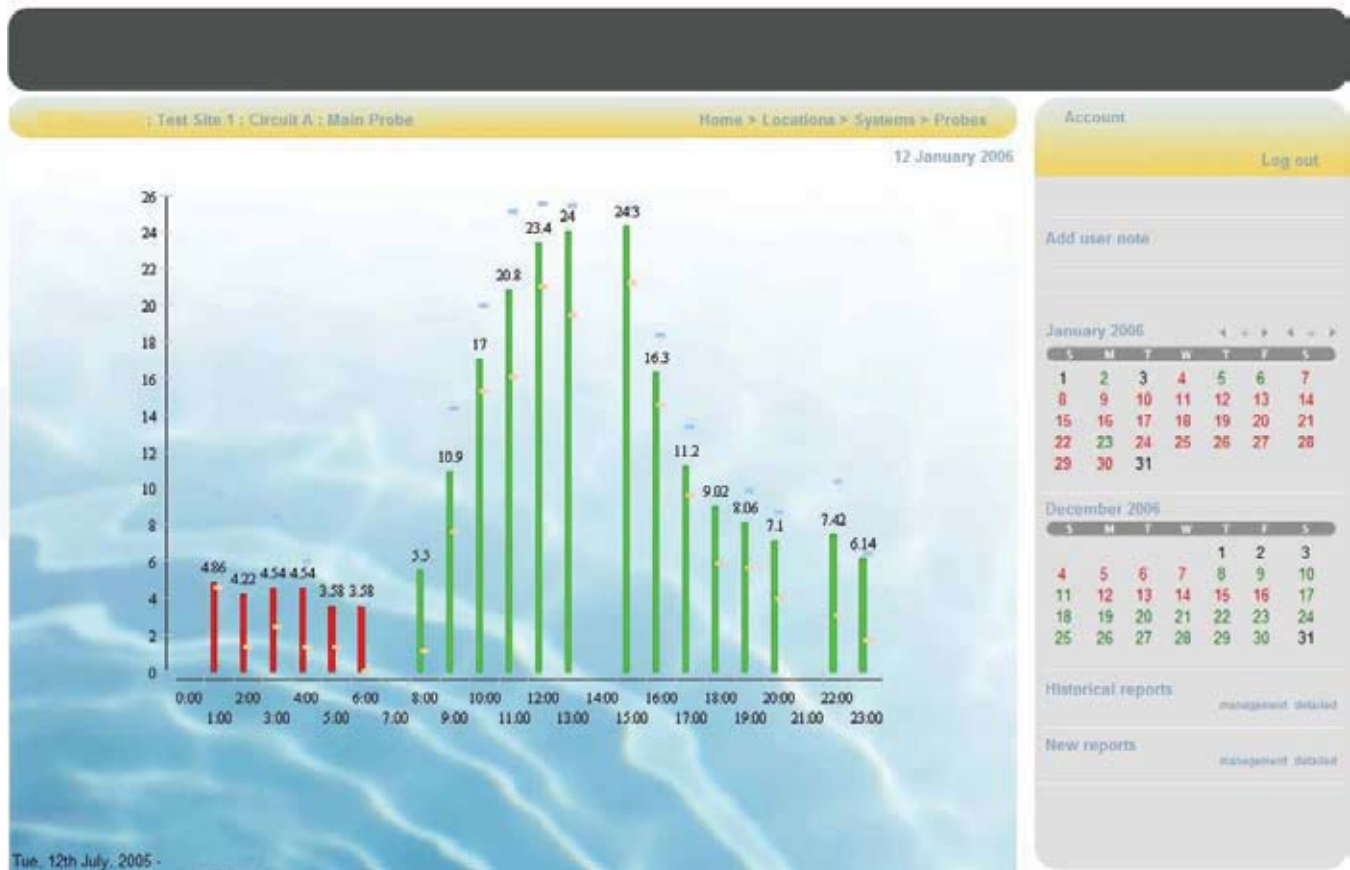 : Test Site 1 : Circuit A : Main Probe
Home > Locations > Systems > Probes
12 January 2006
26
24
22
20
18
16
14
12
10
8
6
4
2
0
4.86
4.22
4.54
4.54
3.58
3.58
5.5
10.9
17
20.8
23.4
24
24.3
16.3
11.2
9.02
8.06
7.1
7.42
6.14
0:00 2:00 4:00 6:00 8:00 10:00 12:00 14:00 16:00 18:00 20:00 22:00
1:00 3:00 5:00 7:00 9:00 11:00 13:00 15:00 17:00 19:00 21:00 23:00
Tue, 12th July, 2005 -
Account
Log out
Add user note
January 2006
S M T W T F S
1 2 3 4 5 6 7
8 9 10 11 12 13 14
15 16 17 18 19 20 21
22 23 24 25 26 27 28
29 30 31
December 2006
S M T W T F S
1 2 3
4 5 6 7 8 9 10
11 12 13 14 15 16 17
18 19 20 21 22 23 24
25 26 27 28 29 30 31
Historical reports
management detailed
New reports
management detailed